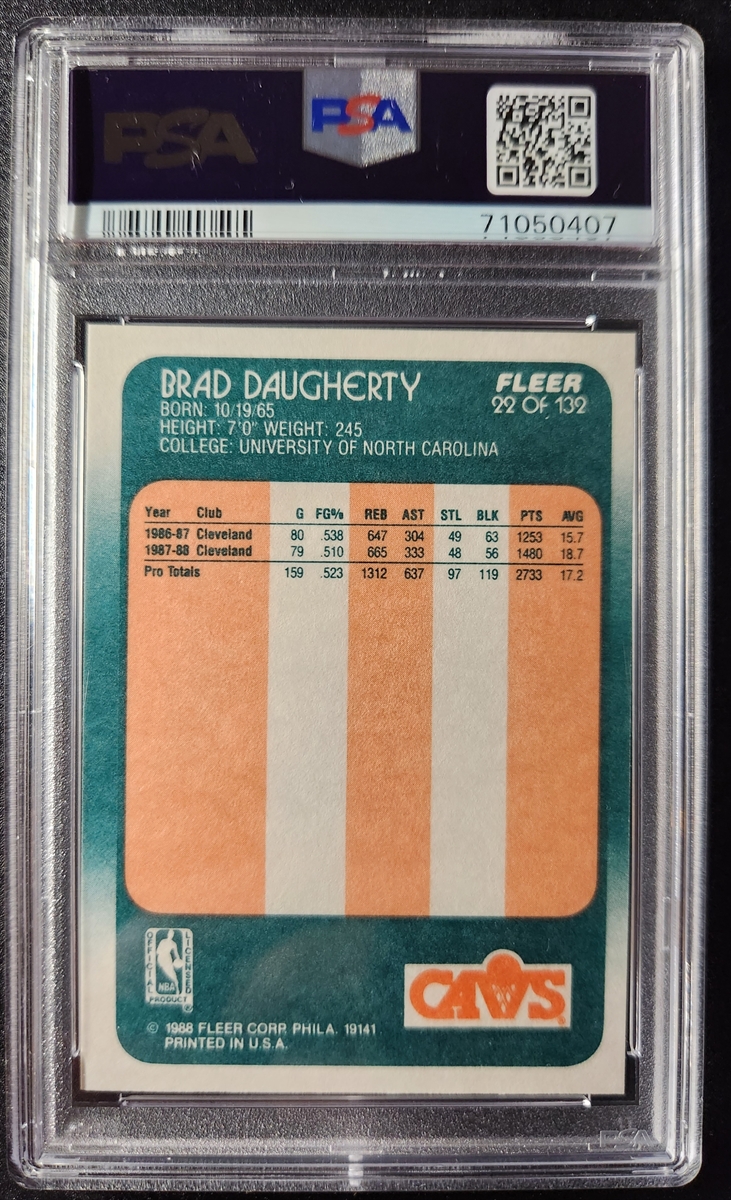 PSA
PSA
71050407
BRAD DAUGHERTY
FLEER
BORN: 10/19/65
22 OF 132
HEIGHT: 7'0" WEIGHT: 245
COLLEGE: UNIVERSITY OF NORTH CAROLINA
Year Club G FG% REB AST STL BLK PTS AVG
1986-87 Cleveland 80 .538 647 304 49 63 1253 15.7
1987-88 Cleveland 79 .510 665 333 48 56 1480 18.7
Pro Totals 159 .523 1312 637 97 119 2733 17.2
OFFICIAL LICENSED
NBA
PRODUCT ®
CAVS
© 1988 FLEER CORP. PHILA. 19141
PRINTED IN U.S.A.
PSA